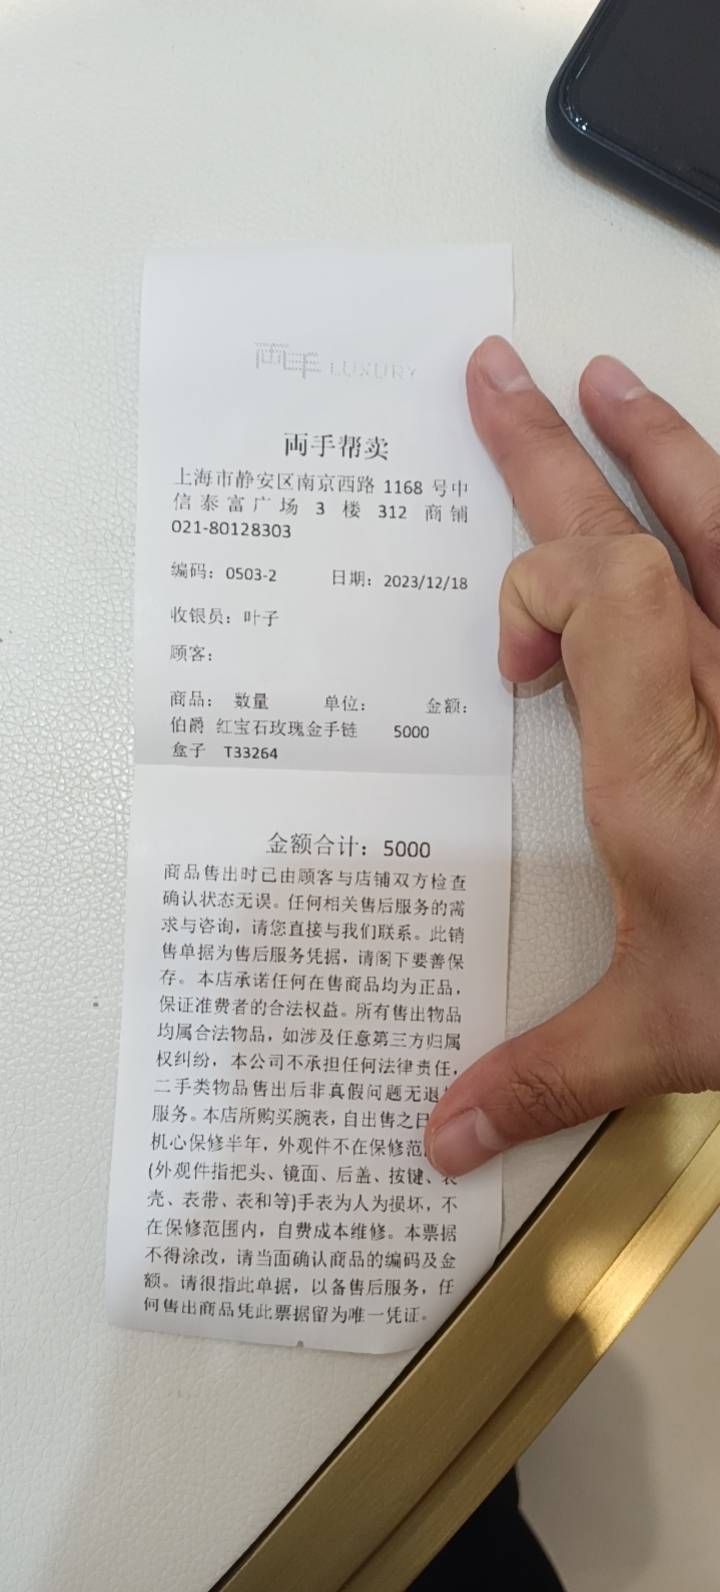 両手 LUXURY
両手帮卖
上海市静安区南京西路 1168 号中
信泰富广场 3 楼 312 商铺
021-80128303
编码：0503-2 日期：2023/12/18
收银员：叶子
顾客：
商品： 数量 单位： 金额：
伯爵 红宝石玫瑰金手链 5000
盒子 T33264
金额合计：5000
商品售出时已由顾客与店铺双方检查
确认状态无误。任何相关售后服务的需
求与咨询，请您直接与我们联系。此销
售单据为售后服务凭据，请阁下要善保
存。本店承诺任何在售商品均为正品，
保证准费者的合法权益。所有售出物品
均属合法物品，如涉及任意第三方归属
权纠纷，本公司不承担任何法律责任，
二手类物品售出后非真假问题无退
服务。本店所购买腕表，自出售之日
机心保修半年，外观件不在保修范
(外观件指把头、镜面、后盖、按键、表
壳、表带、表和等)手表为人为损坏，不
在保修范围内，自费成本维修。本票据
不得涂改，请当面确认商品的编码及金
额。请很指此单据，以备售后服务，任
何售出商品凭此票据留为唯一凭证。